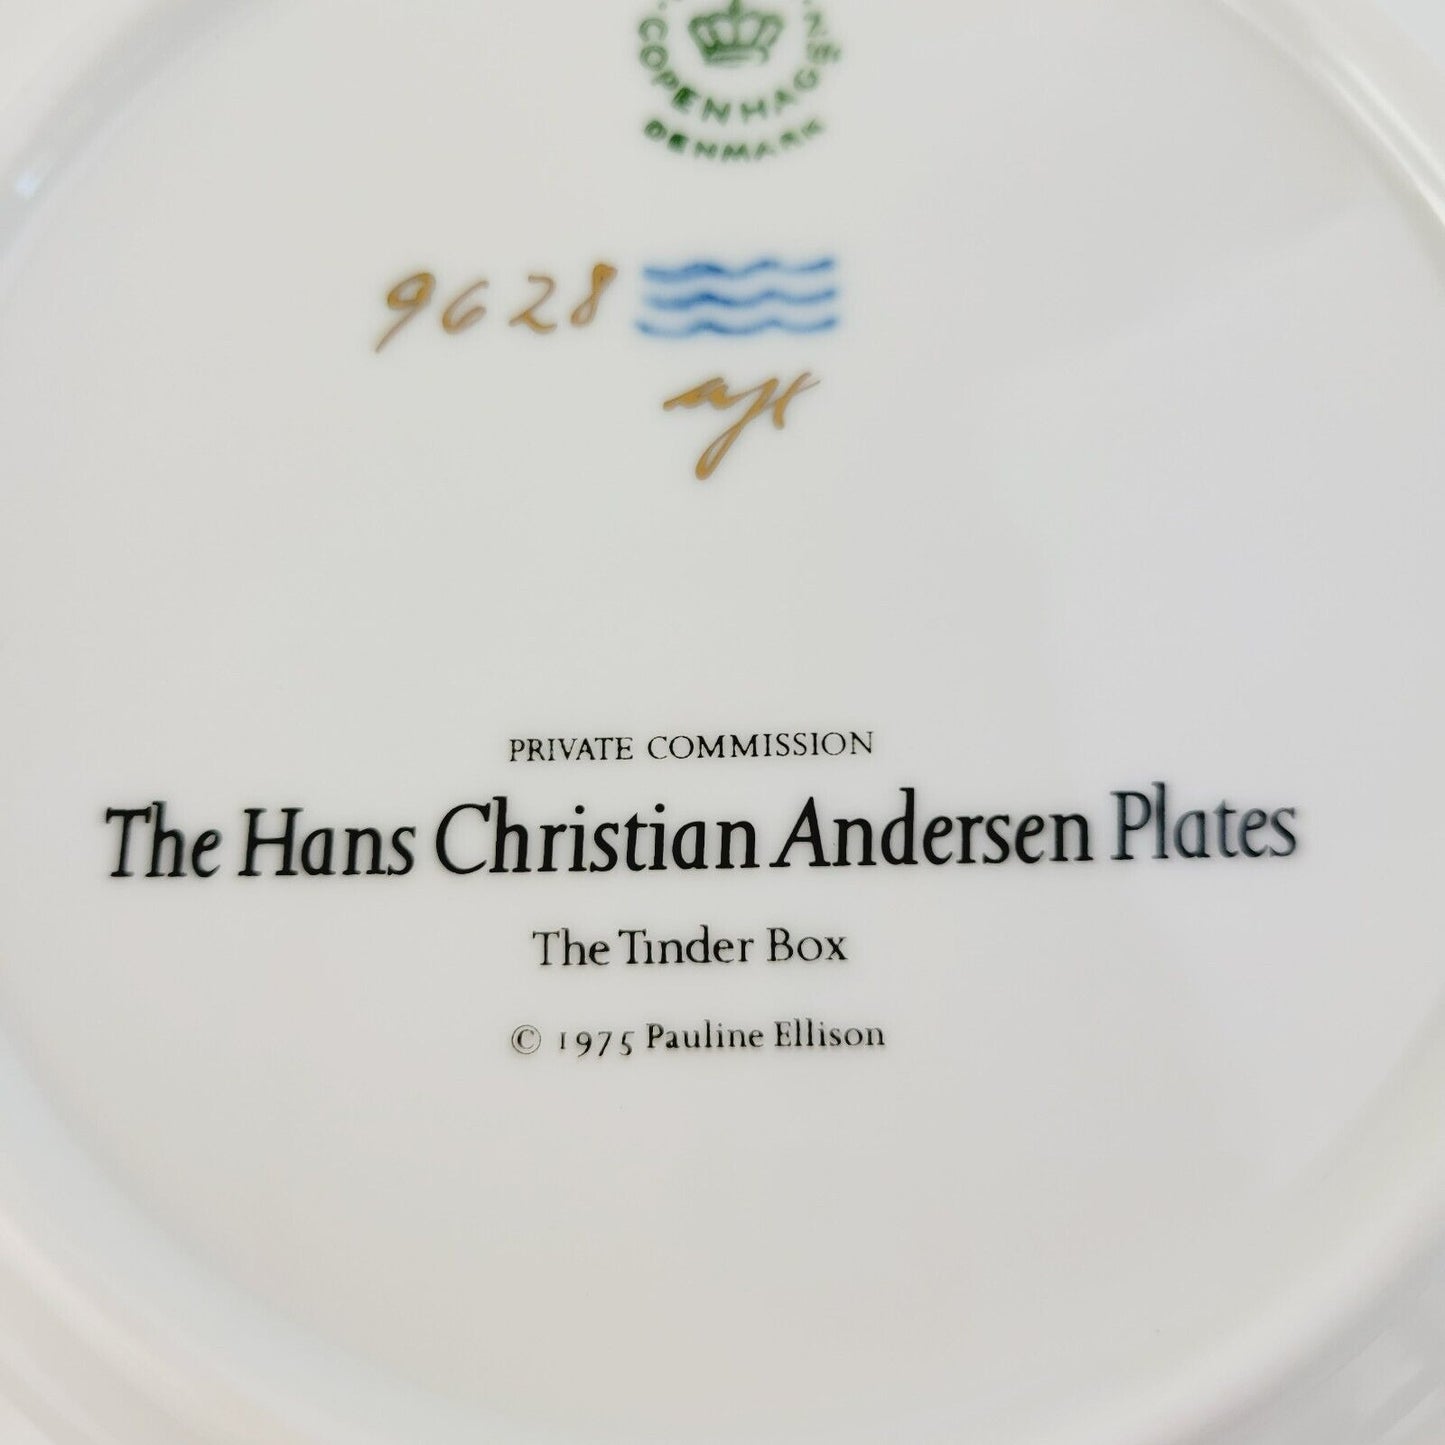 COPENHAGEN
DENMARK
9628
PRIVATE COMMISSION
The Hans Christian Andersen Plates
The Tinder Box
© 1975 Pauline Ellison